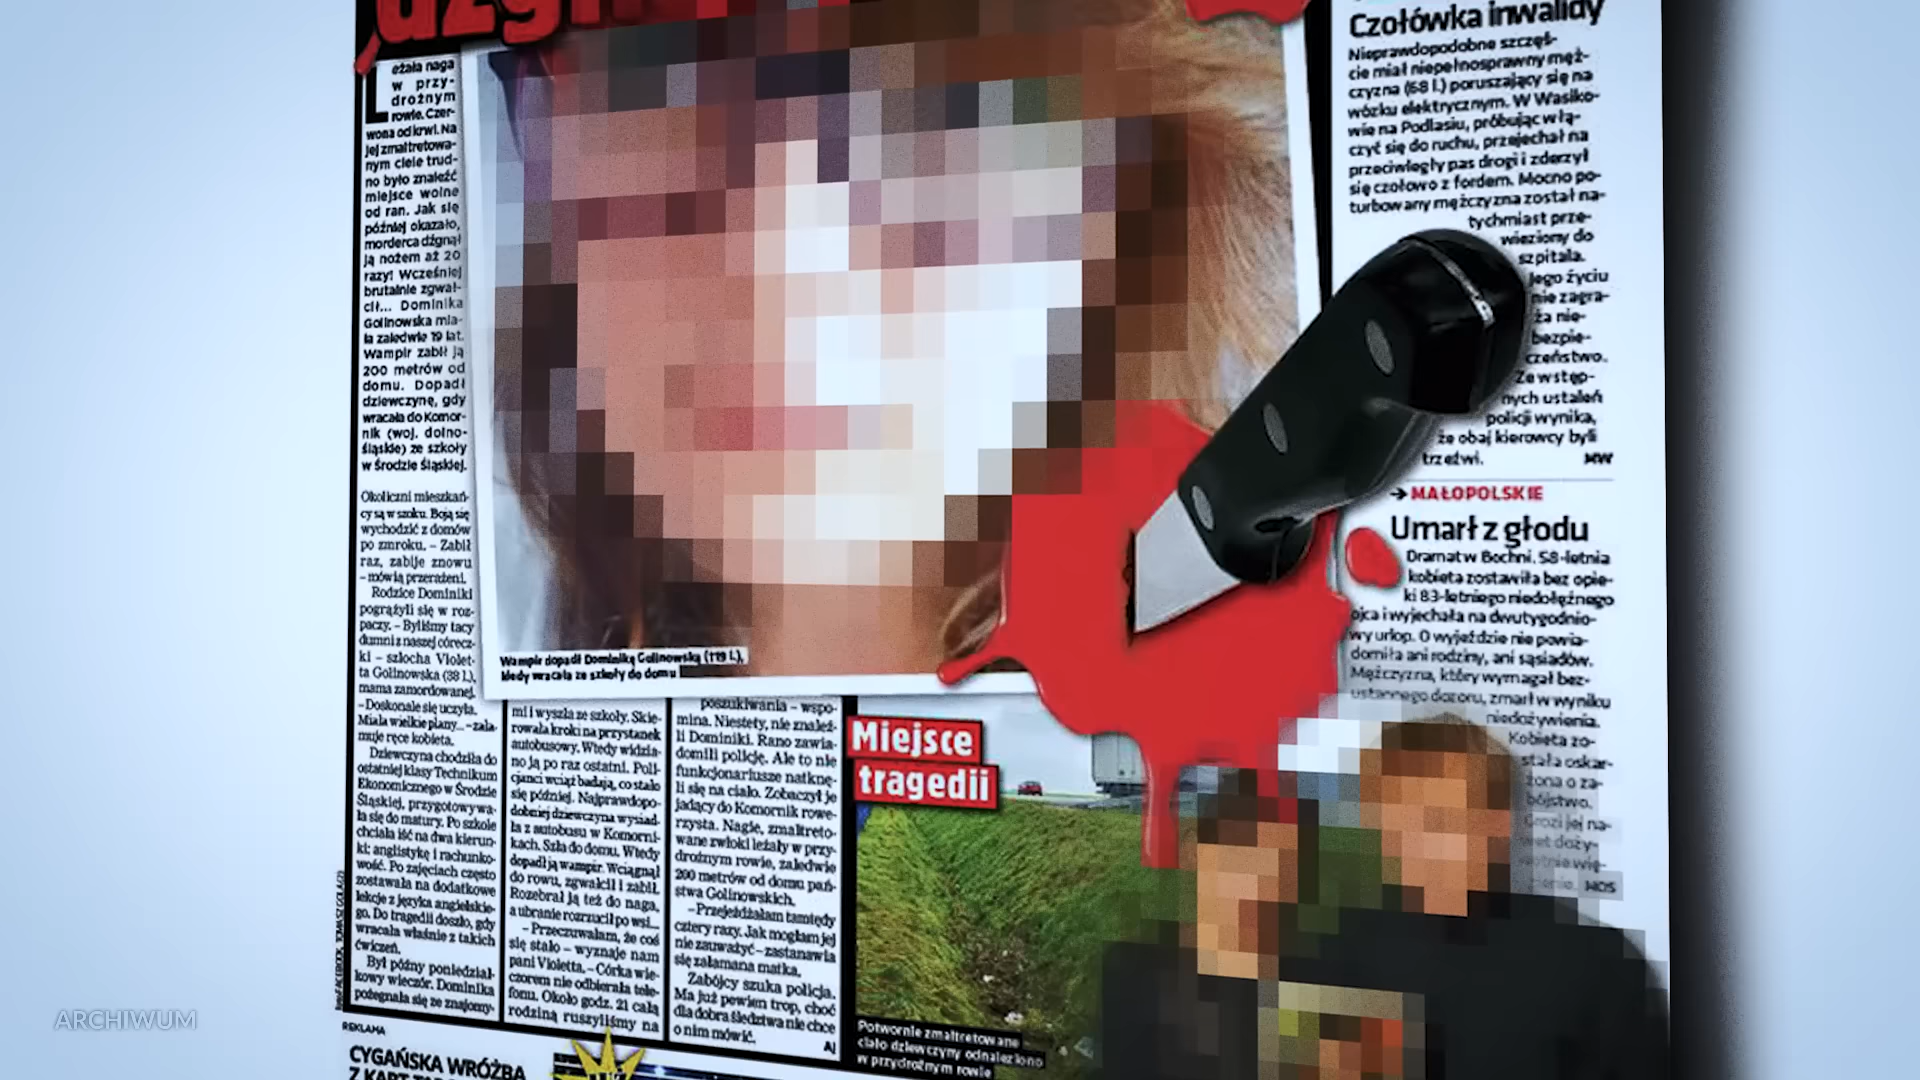 Leżała naga
w przy-
drożnym
rowie. Czer-
wona od krwi. Na
jej zmaltretowa-
nym ciele trud-
no było znaleźć
miejsce wolne
od ran. Jak się
później okazało,
morderca dźgnął
ją nożem aż 20
razy! Wcześniej
brutalnie zgwał-
cił... Dominika
Golinowska mia-
ła zaledwie 19 lat.
Wampir zabił ją
200 metrów od
domu. Dopadł
dziewczynę, gdy
wracała do Komor-
nik (woj. dolno-
śląskie) ze szkoły
w Środzie Śląskiej.
Okoliczni mieszkań-
cy są w szoku. Boją się
wychodzić z domów
po zmroku. – Zabił
raz, zabije znowu
– mówią przerażeni.
Rodzice Dominiki
pogrążyli się w roz-
paczy. – Byliśmy tacy
dumni z naszej córecz-
ki – szlocha Violet-
ta Golinowska (38 l.),
mama zamordowanej.
– Doskonale się uczyła.
Miała wielkie plany... – zała-
muje ręce kobieta.
Dziewczyna chodziła do
ostatniej klasy Technikum
Ekonomicznego w Środzie
Śląskiej, przygotowywa-
ła się do matury. Po szkole
chciała iść na dwa kierun-
ki: anglistykę i rachunko-
wość. Po zajęciach często
zostawała na dodatkowe
lekcje z języka angielskie-
go. Do tragedii doszło, gdy
wracała właśnie z takich
ćwiczeń.
Był późny poniedział-
kowy wieczór. Dominika
pożegnała się ze znajomy-
Wampir dopadł Dominikę Golinowską (†19 l.),
kiedy wracała ze szkoły do domu
mi i wyszła ze szkoły. Skie-
rowała kroki na przystanek
autobusowy. Wtedy widzia-
no ją po raz ostatni. Poli-
cjanci wciąż badają, co stało
się później. Najprawdopo-
dobniej dziewczyna wysiad-
ła z autobusu w Komorni-
kach. Szła do domu. Wtedy
dopadł ją wampir. Wciągnął
do rowu, zgwałcił i zabił.
Rozebrał ją też do naga,
a ubranie rozrzucił po wsi...
– Przeczuwałam, że coś
się stało – wyznaje nam
pani Violetta. – Córka wie-
czorem nie odbierała tele-
fonu. Około godz. 21 całą
rodziną ruszyliśmy na
poszukiwania – wspo-
mina. Niestety, nie znaleź-
li Dominiki. Rano zawia-
domili policję. Ale to nie
funkcjonariusze natknę-
li się na ciało. Zobaczył je
jadący do Komornik rowe-
rzysta. Nagie, zmaltreto-
wane zwłoki leżały w przy-
drożnym rowie, zaledwie
200 metrów od domu pań-
stwa Golinowskich.
– Przejeżdżałam tamtędy
cztery razy. Jak mogłam jej
nie zauważyć – zastanawia
się załamana matka.
Zabójcy szuka policja.
Ma już pewien trop, choć
dla dobra śledztwa nie chce
o nim mówić.
AJ
Miejsce
tragedii
Potwornie zmaltretowane
ciało dziewczyny odnaleziono
w przydrożnym rowie
Czołówka inwalidy
Nieprawdopodobne szczęś-
cie miał niepełnosprawny męż-
czyzna (68 l.) poruszający się na
wózku elektrycznym. W Wasilko-
wie na Podlasiu, próbując włą-
czyć się do ruchu, przejechał na
przeciwległy pas drogi i zderzył
się czołowo z fordem. Mocno po-
turbowany mężczyzna został na-
tychmiast prze-
wieziony do
szpitala.
Jego życiu
nie zagra-
ża nie-
bezpie-
czeństwo.
Ze wstęp-
nych ustaleń
policji wynika,
że obaj kierowcy byli
trzeźwi.
MW
→ MAŁOPOLSKIE
Umarł z głodu
Dramat w Bochni. 58-letnia
kobieta zostawiła bez opie-
ki 83-letniego niedołężnego
ojca i wyjechała na dwutygodnio-
wy urlop. O wyjeździe nie powia-
domiła ani rodziny, ani sąsiadów.
Mężczyzna, który wymagał bez-
ustannego dozoru, zmarł w wyniku
niedożywienia.
Kobieta zo-
stała oskar-
żona o za-
bójstwo.
Grozi jej na-
wet doży-
wotnie wię-
zienie. MOS
REKLAMA
CYGAŃSKA WRÓŻBA
ARCHIWUM